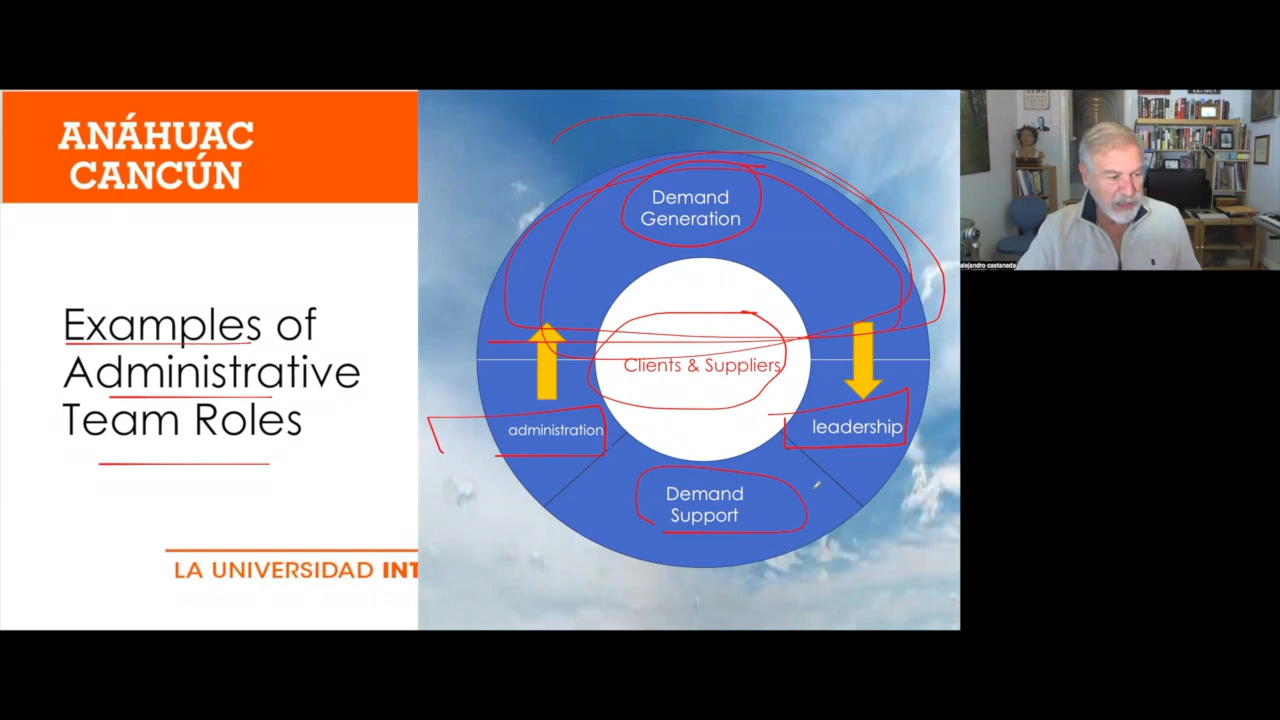 ANÁHUAC
CANCÚN
Examples of
Administrative
Team Roles
LA UNIVERSIDAD INT
Demand
Generation
Clients & Suppliers
administration
leadership
Demand
Support
alejandro castaneda